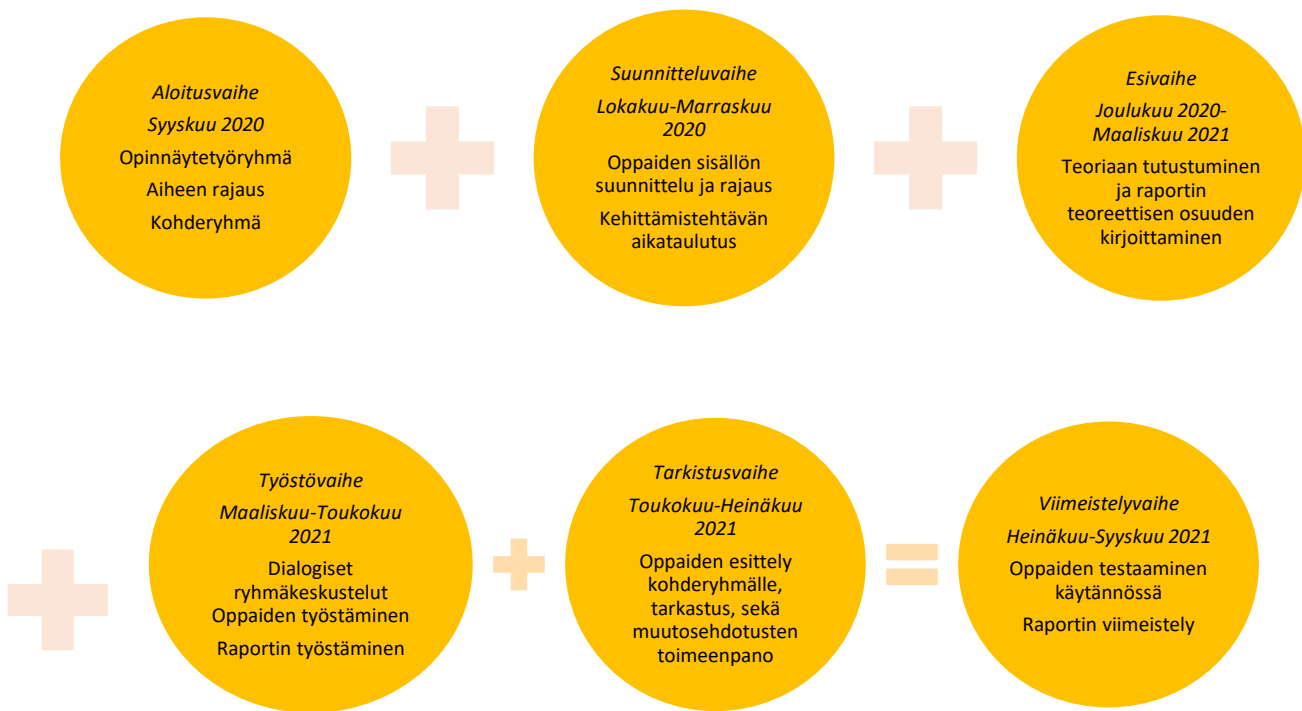 Aloitusvaihe
Syyskuu 2020
Opinnäytetyöryhmä
Aiheen rajaus
Kohderyhmä
Suunnitteluvaihe
Lokakuu-Marraskuu
2020
Oppaiden sisällön
suunnittelu ja rajaus
Kehittämistehtävän
aikataulutus
Esivaihe
Joulukuu 2020-
Maaliskuu 2021
Teoriaan tutustuminen
ja raportin
teoreettisen osuuden
kirjoittaminen
Työstövaihe
Maaliskuu-Toukokuu
2021
Dialogiset
ryhmäkeskustelut
Oppaiden työstäminen
Raportin työstäminen
Tarkistusvaihe
Toukokuu-Heinäkuu
2021
Oppaiden esittely
kohderyhmälle,
tarkastus, sekä
muutosehdotusten
toimeenpano
Viimeistelyvaihe
Heinäkuu-Syyskuu 2021
Oppaiden testaaminen
käytännössä
Raportin viimeistely